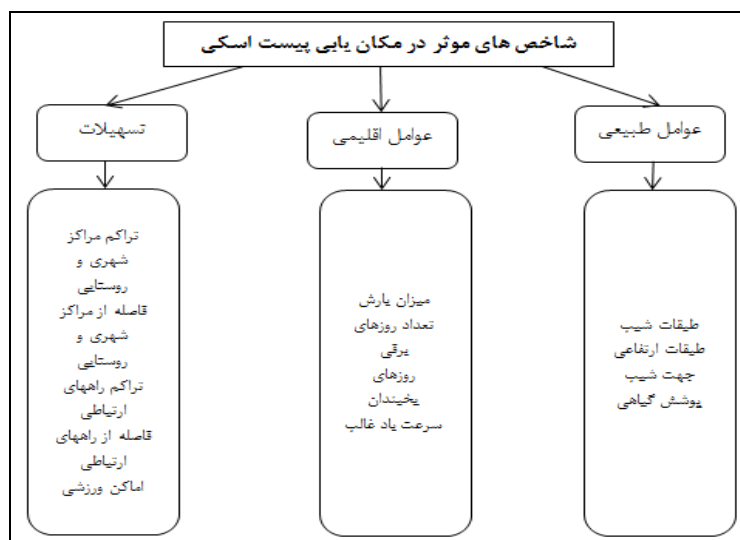 شاخص های موثر در مکان یابی پیست اسکی
عوامل طبیعی
عوامل اقلیمی
تسهیلات
طبقات شیب
طبقات ارتفاعی
جهت شیب
پوشش گیاهی
میزان بارش
تعداد روزهای
برفی
روزهای
یخبندان
سرعت باد غالب
تراکم مراکز
شهری و
روستایی
فاصله از مراکز
شهری و
روستایی
تراکم راههای
ارتباطی
فاصله از راههای
ارتباطی
اماکن ورزشی